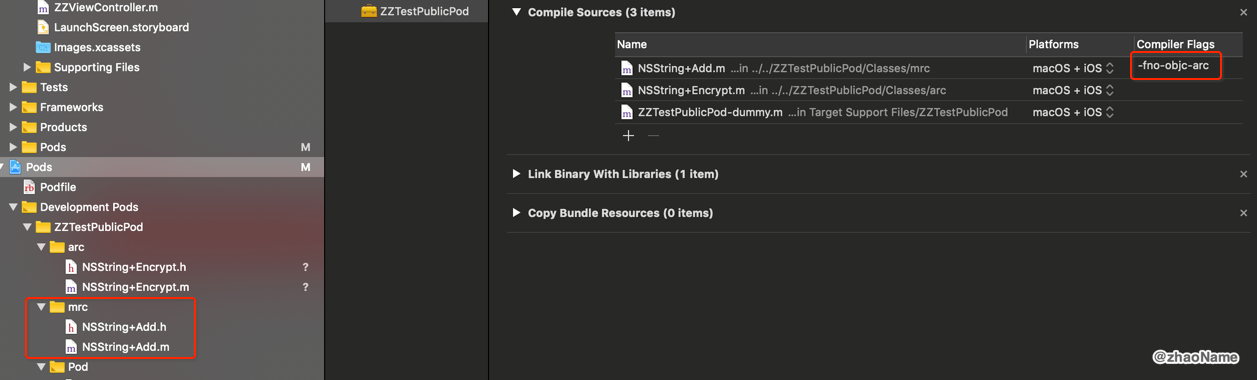 ZZViewController.m
LaunchScreen.storyboard
Images.xcassets
Supporting Files
Tests
Frameworks
Products
Pods M
Pods M
Podfile
Development Pods
ZZTestPublicPod
arc
NSString+Encrypt.h ?
NSString+Encrypt.m ?
mrc
NSString+Add.h
NSString+Add.m
Pod
ZZTestPublicPod
Compile Sources (3 items)
Name Platforms Compiler Flags
NSString+Add.m ...in ../../ZZTestPublicPod/Classes/mrc macOS + iOS -fno-objc-arc
NSString+Encrypt.m ...in ../../ZZTestPublicPod/Classes/arc macOS + iOS
ZZTestPublicPod-dummy.m ...in Target Support Files/ZZTestPublicPod macOS + iOS
Link Binary With Libraries (1 item)
Copy Bundle Resources (0 items)
@zhaoName